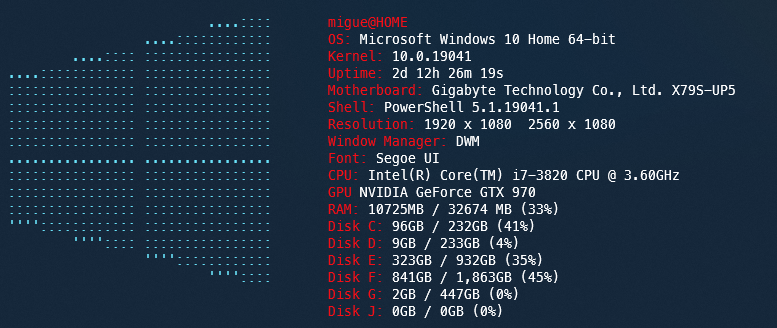 migue@HOME
OS: Microsoft Windows 10 Home 64-bit
Kernel: 10.0.19041
Uptime: 2d 12h 26m 19s
Motherboard: Gigabyte Technology Co., Ltd. X79S-UP5
Shell: PowerShell 5.1.19041.1
Resolution: 1920 x 1080  2560 x 1080
Window Manager: DWM
Font: Segoe UI
CPU: Intel(R) Core(TM) i7-3820 CPU @ 3.60GHz
GPU NVIDIA GeForce GTX 970
RAM: 10725MB / 32674 MB (33%)
Disk C: 96GB / 232GB (41%)
Disk D: 9GB / 233GB (4%)
Disk E: 323GB / 932GB (35%)
Disk F: 841GB / 1,863GB (45%)
Disk G: 2GB / 447GB (0%)
Disk J: 0GB / 0GB (0%)